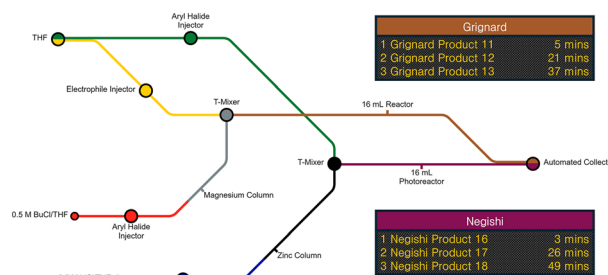 Aryl Halide
Injector
THF
Electrophile Injector
T-Mixer
16 mL Reactor
T-Mixer
16 mL
Photoreactor
Automated Collect
Magnesium Column
0.5 M BuCl/THF
Aryl Halide
Injector
Zinc Column
Grignard
1 Grignard Product 11 5 mins
2 Grignard Product 12 21 mins
3 Grignard Product 13 37 mins
Negishi
1 Negishi Product 16 3 mins
2 Negishi Product 17 26 mins
3 Negishi Product 18 49 mins